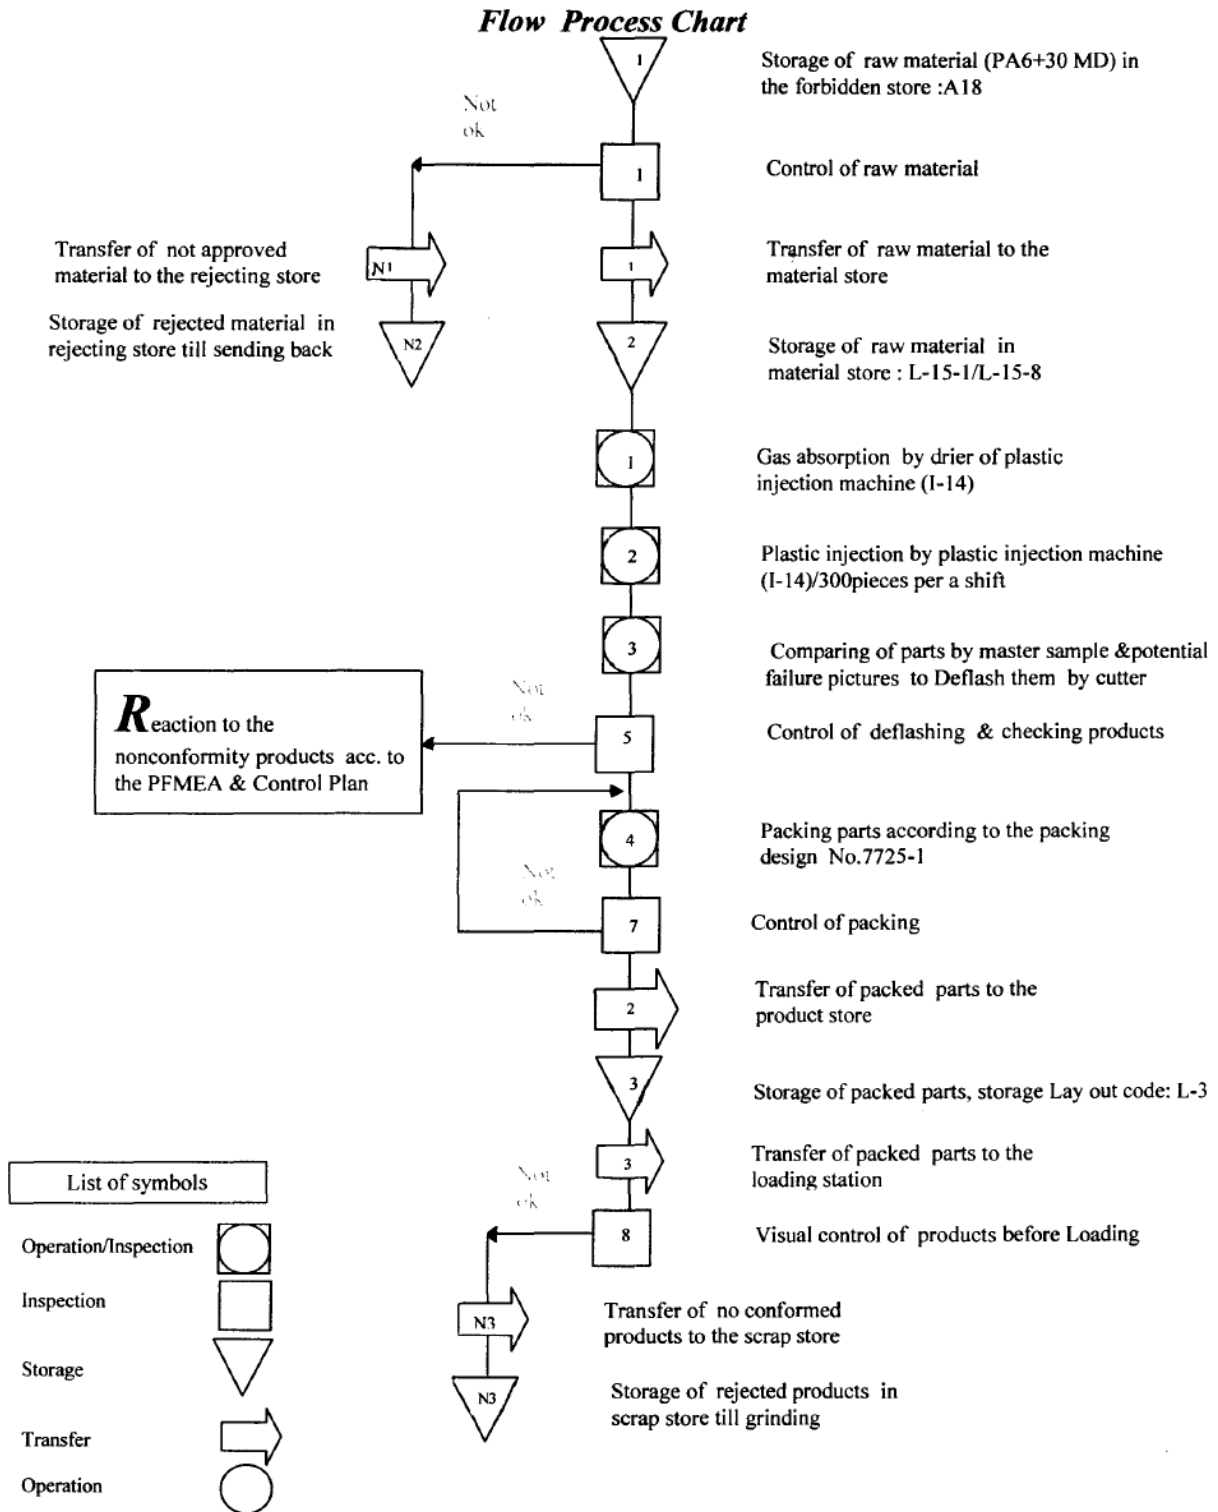 Flow Process Chart
1
Storage of raw material (PA6+30 MD) in
the forbidden store :A18
Not
ok
1
Control of raw material
Transfer of not approved
material to the rejecting store
N1
1
Transfer of raw material to the
material store
Storage of rejected material in
rejecting store till sending back
N2
2
Storage of raw material in
material store : L-15-1/L-15-8
1
Gas absorption by drier of plastic
injection machine (I-14)
2
Plastic injection by plastic injection machine
(I-14)/300pieces per a shift
3
Comparing of parts by master sample &potential
failure pictures to Deflash them by cutter
Reaction to the
nonconformity products acc. to
the PFMEA & Control Plan
Not
ok
5
Control of deflashing & checking products
4
Packing parts according to the packing
design No.7725-1
Not
ok
7
Control of packing
2
Transfer of packed parts to the
product store
3
Storage of packed parts, storage Lay out code: L-3
3
Transfer of packed parts to the
loading station
Not
ok
8
Visual control of products before Loading
N3
Transfer of no conformed
products to the scrap store
N3
Storage of rejected products in
scrap store till grinding
List of symbols
Operation/Inspection
Inspection
Storage
Transfer
Operation